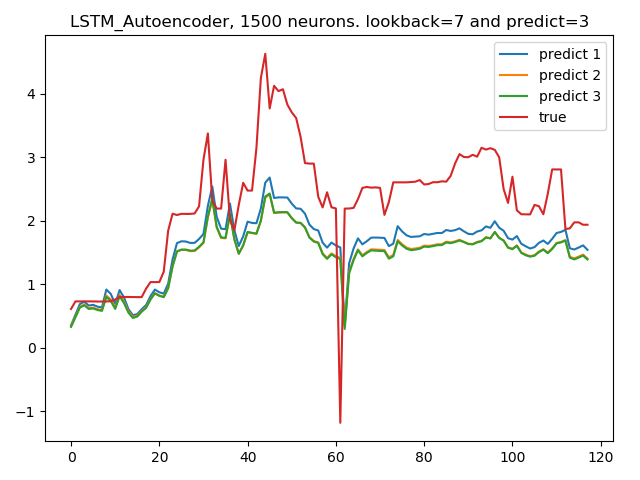 LSTM_Autoencoder, 1500 neurons. lookback=7 and predict=3
predict 1
predict 2
predict 3
true
4
3
2
1
0
−1
0 20 40 60 80 100 120